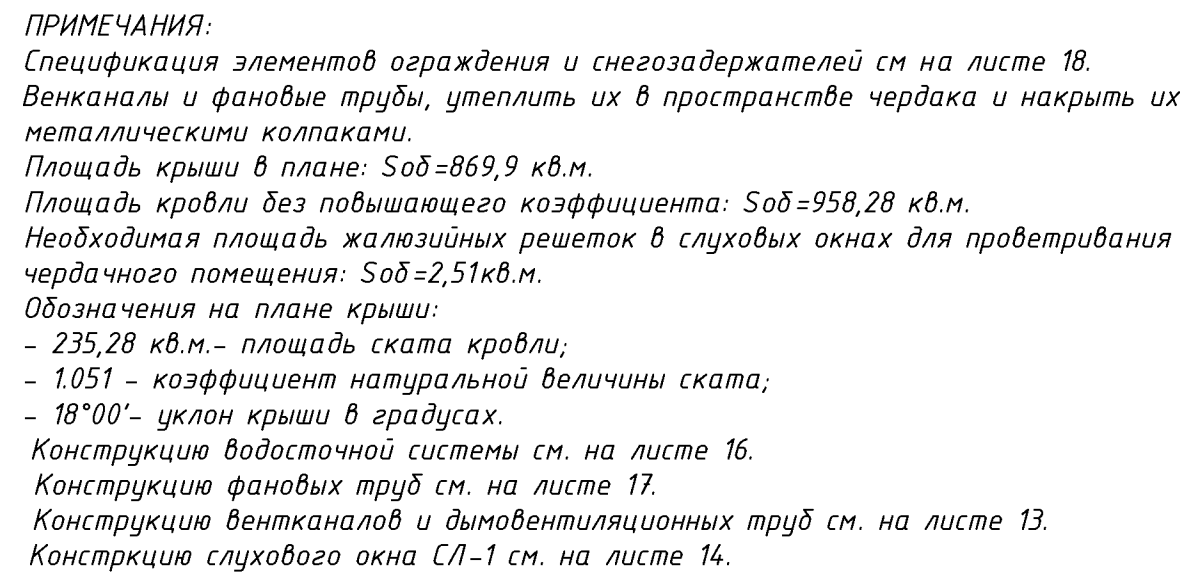 ПРИМЕЧАНИЯ:
Спецификация элементов ограждения и снегозадержателей см на листе 18.
Венканалы и фановые трубы, утеплить их в пространстве чердака и накрыть их
металлическими колпаками.
Площадь крыши в плане: Sоб=869,9 кв.м.
Площадь кровли без повышающего коэффициента: Sоб=958,28 кв.м.
Необходимая площадь жалюзийных решеток в слуховых окнах для проветривания
чердачного помещения: Sоб=2,51кв.м.
Обозначения на плане крыши:
- 235,28 кв.м.- площадь ската кровли;
- 1.051 - коэффициент натуральной величины ската;
- 18°00'- уклон крыши в градусах.
Конструкцию водосточной системы см. на листе 16.
Конструкцию фановых труб см. на листе 17.
Конструкцию вентканалов и дымовентиляционных труб см. на листе 13.
Констркцию слухового окна СЛ-1 см. на листе 14.